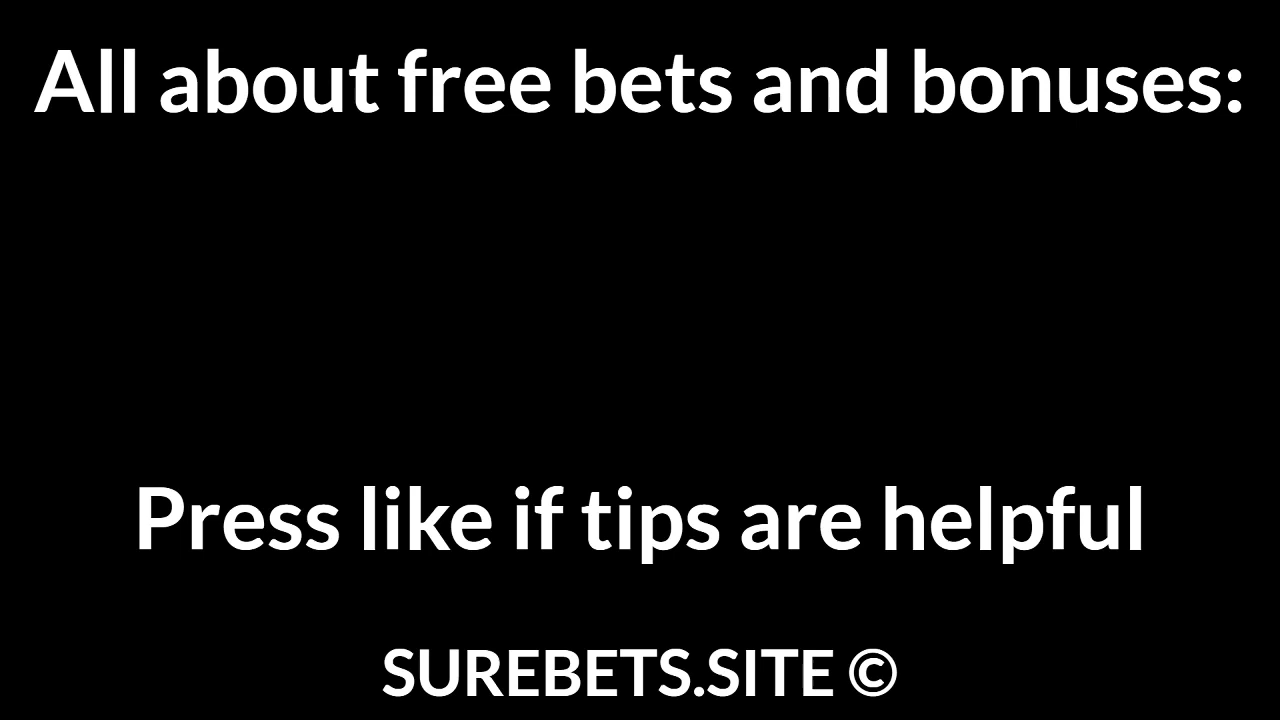 All about free bets and bonuses:
Press like if tips are helpful
SUREBETS.SITE ©